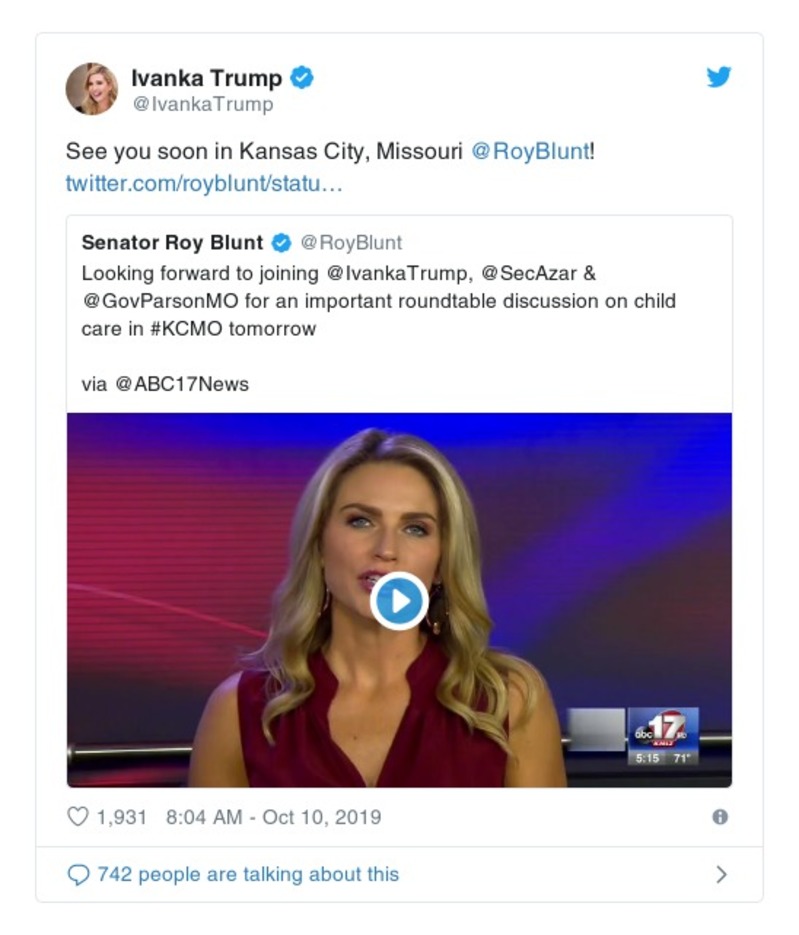 Ivanka Trump
@IvankaTrump
See you soon in Kansas City, Missouri @RoyBlunt!
twitter.com/royblunt/statu…
Senator Roy Blunt @RoyBlunt
Looking forward to joining @IvankaTrump, @SecAzar &
@GovParsonMO for an important roundtable discussion on child
care in #KCMO tomorrow
via @ABC17News
abc 17
5:15 71°
1,931 8:04 AM - Oct 10, 2019
742 people are talking about this